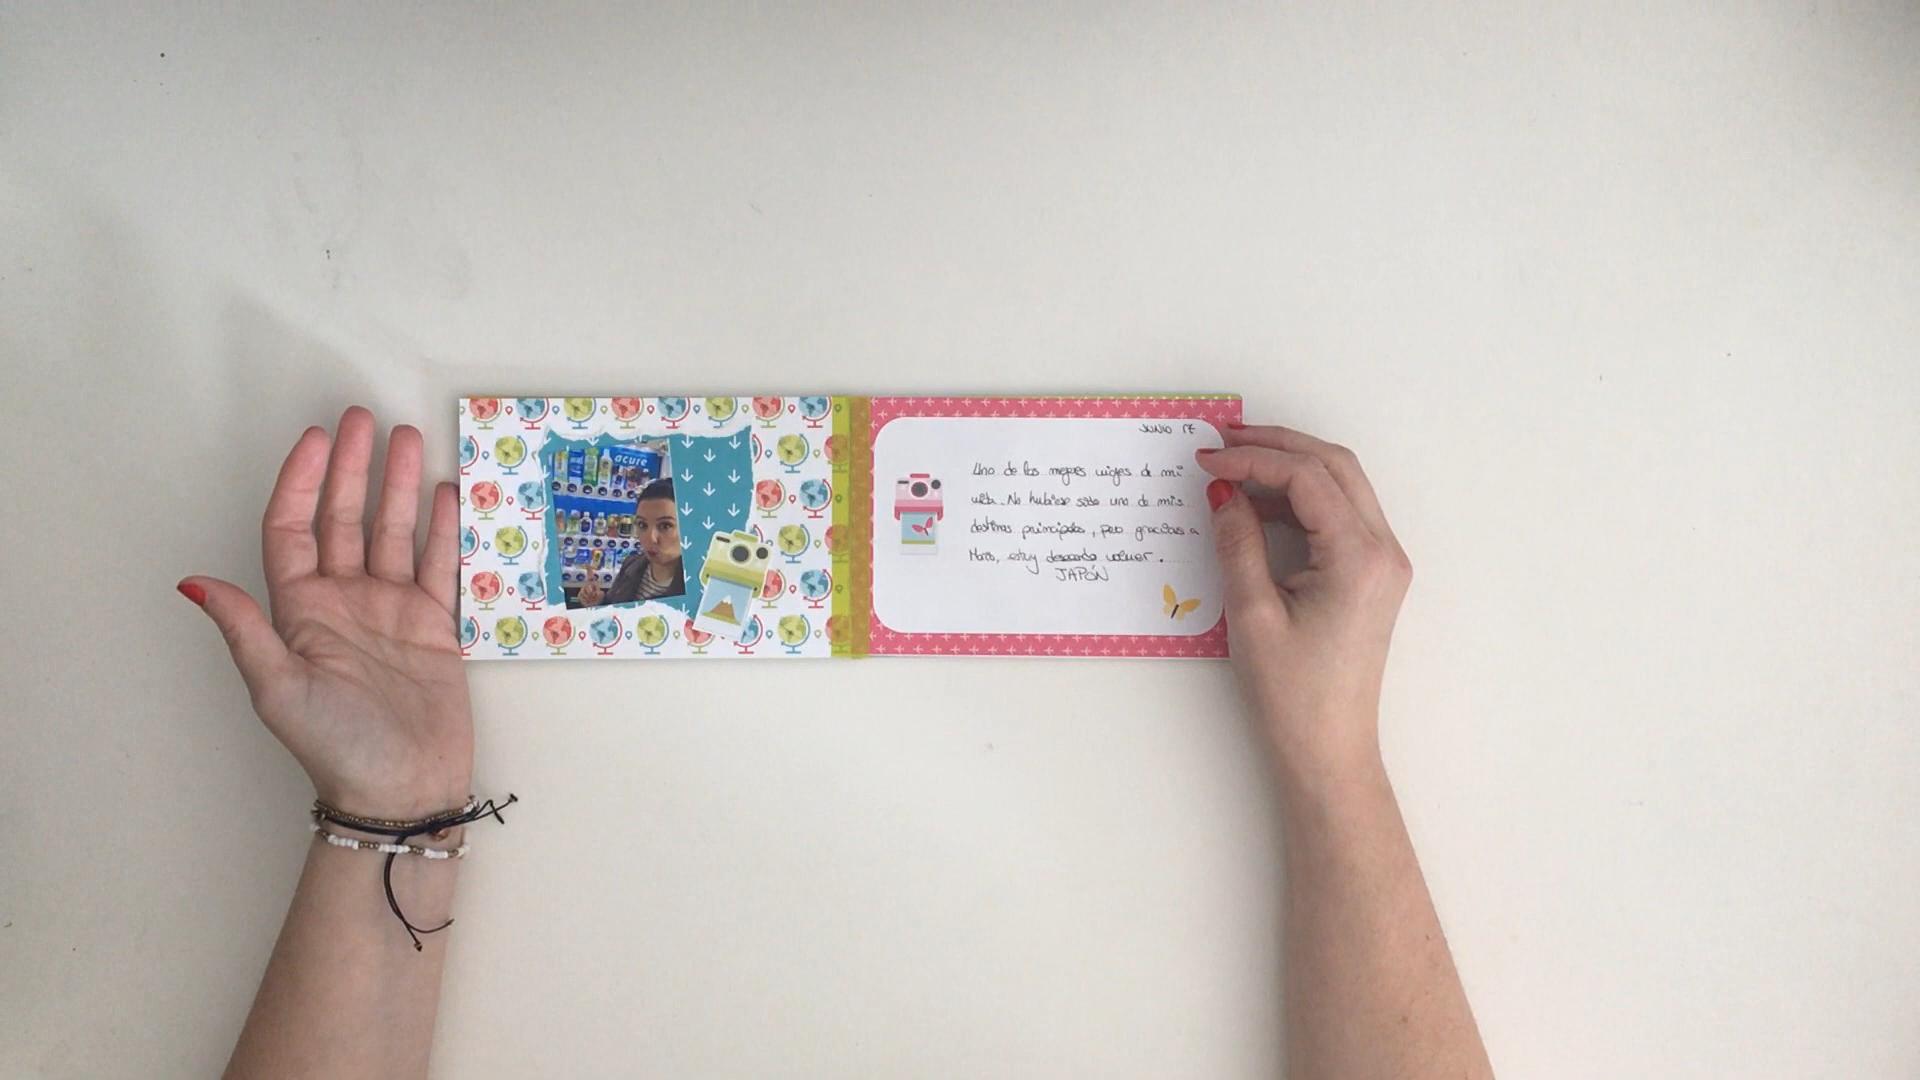 acure
JUNIO 17
Uno de los mejores viajes de mi
vida. No hubiese sido uno de mis
destinos principales, pero gracias a
estoy deseando volver.
JAPÓN